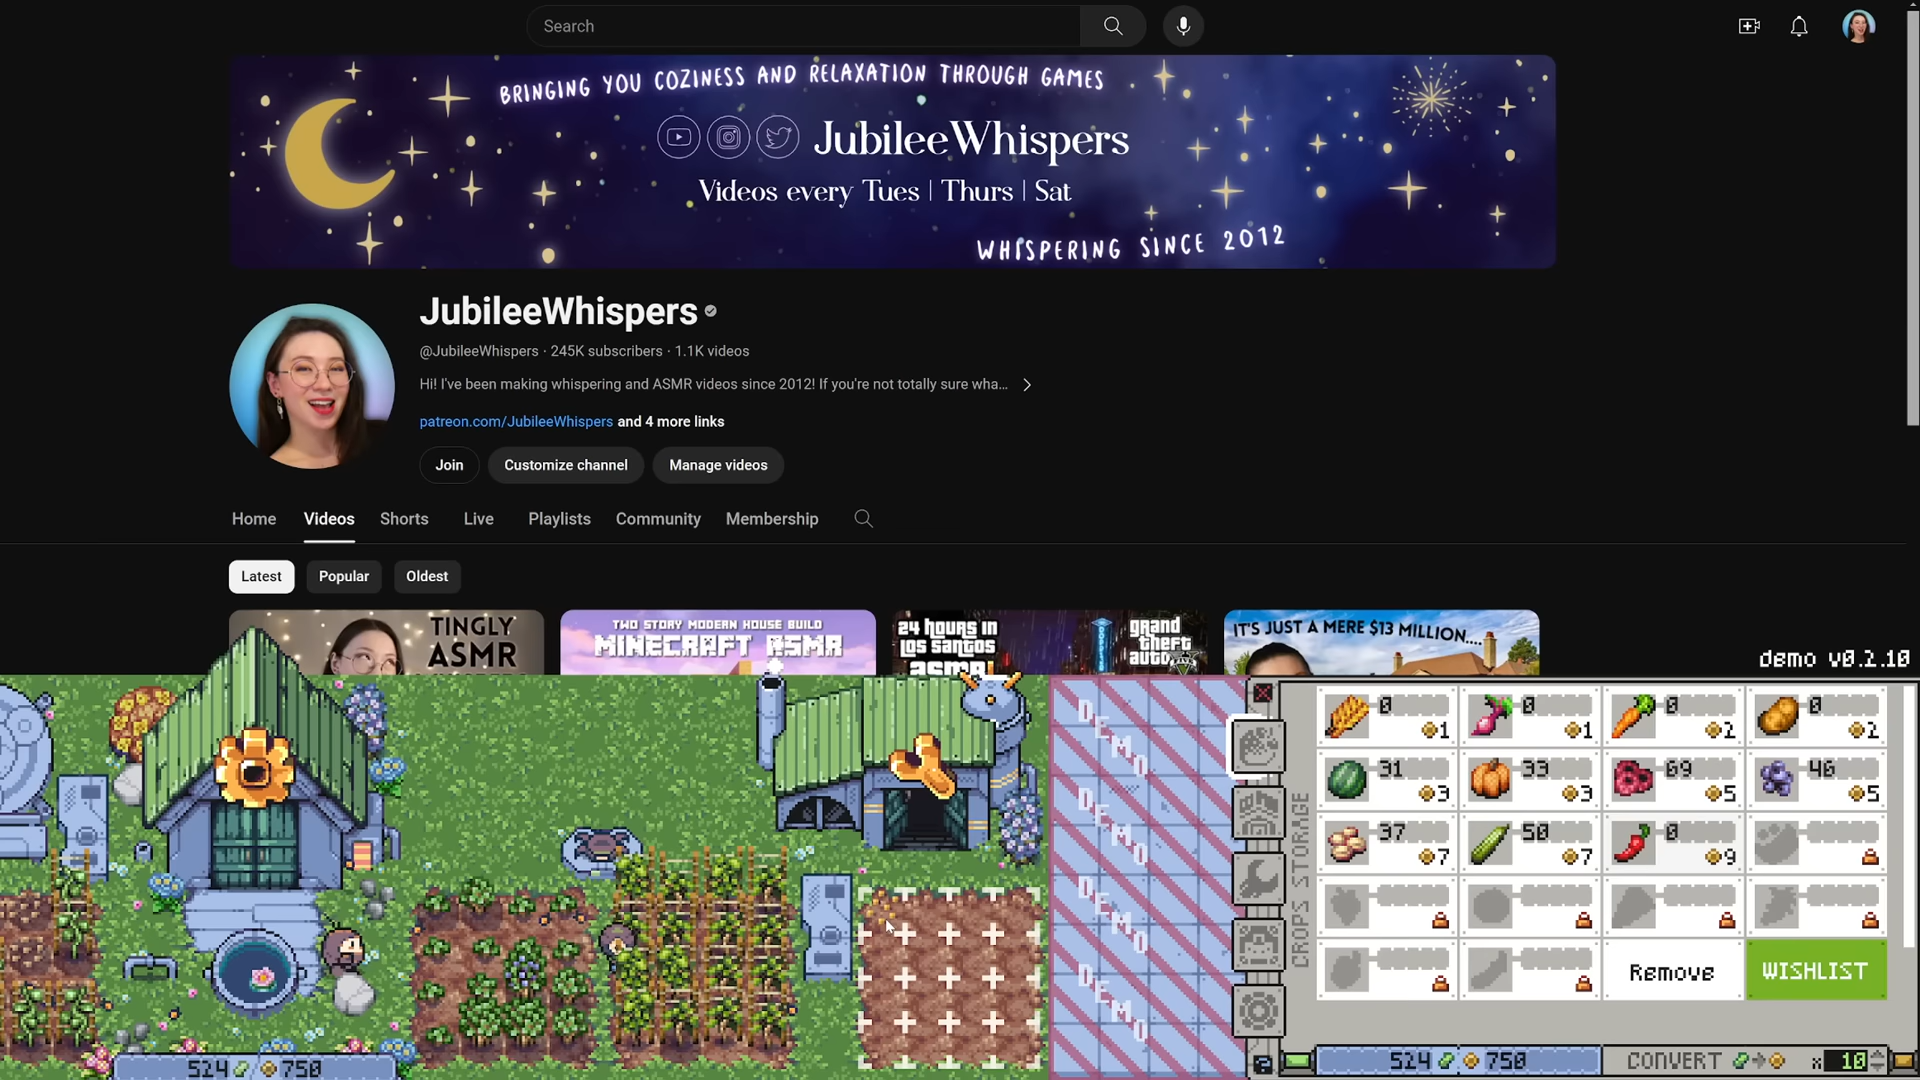 Search
BRINGING YOU COZINESS AND RELAXATION THROUGH GAMES
JubileeWhispers
Videos every Tues | Thurs | Sat
WHISPERING SINCE 2012
JubileeWhispers
@JubileeWhispers · 245K subscribers · 1.1K videos
Hi! I've been making whispering and ASMR videos since 2012! If you're not totally sure wha...
patreon.com/JubileeWhispers and 4 more links
Join
Customize channel
Manage videos
Home
Videos
Shorts
Live
Playlists
Community
Membership
Latest
Popular
Oldest
TINGLY
ASMR
TWO STORY MODERN HOUSE BUILD
MINECRAFT ASMR
24 HOURS IN
LOS SANTOS
ASMR!
grand
theft
auto V
IT'S JUST A MERE $13 MILLION....
demo v0.2.10
DEMO
DEMO
DEMO
DEMO
CROPS STORAGE
0
1
0
1
0
2
0
2
31
3
33
3
69
5
46
5
37
7
50
7
0
9
Remove
WISHLIST
524 750
524 750
CONVERT
x 10